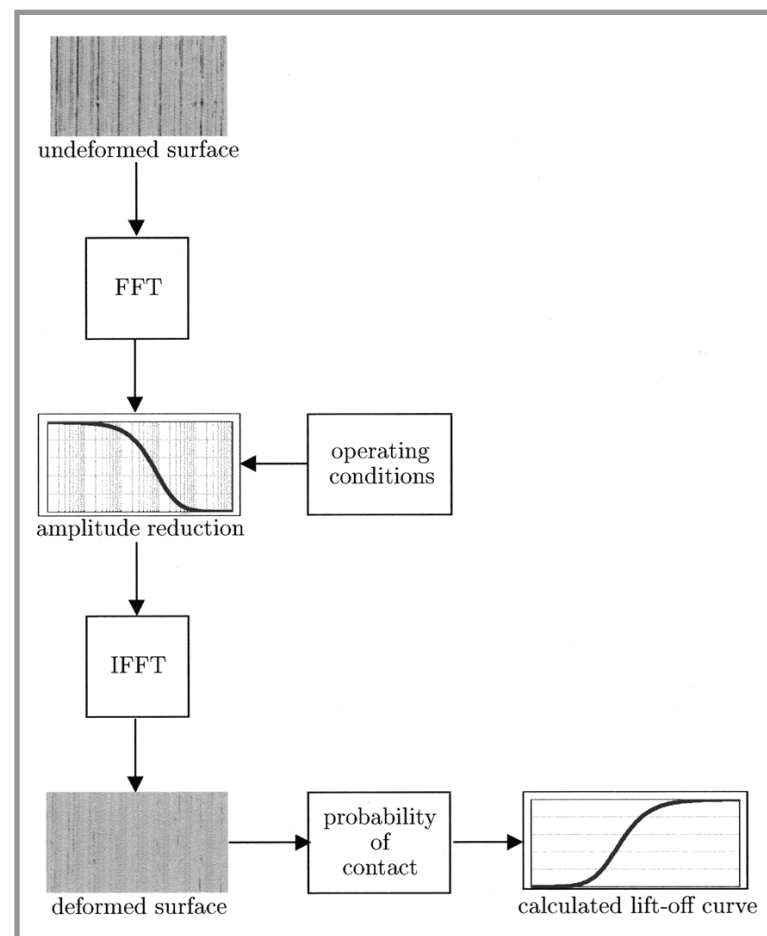 undeformed surface
FFT
operating
conditions
amplitude reduction
IFFT
probability
of
contact
deformed surface
calculated lift-off curve